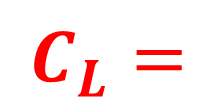 C_L =